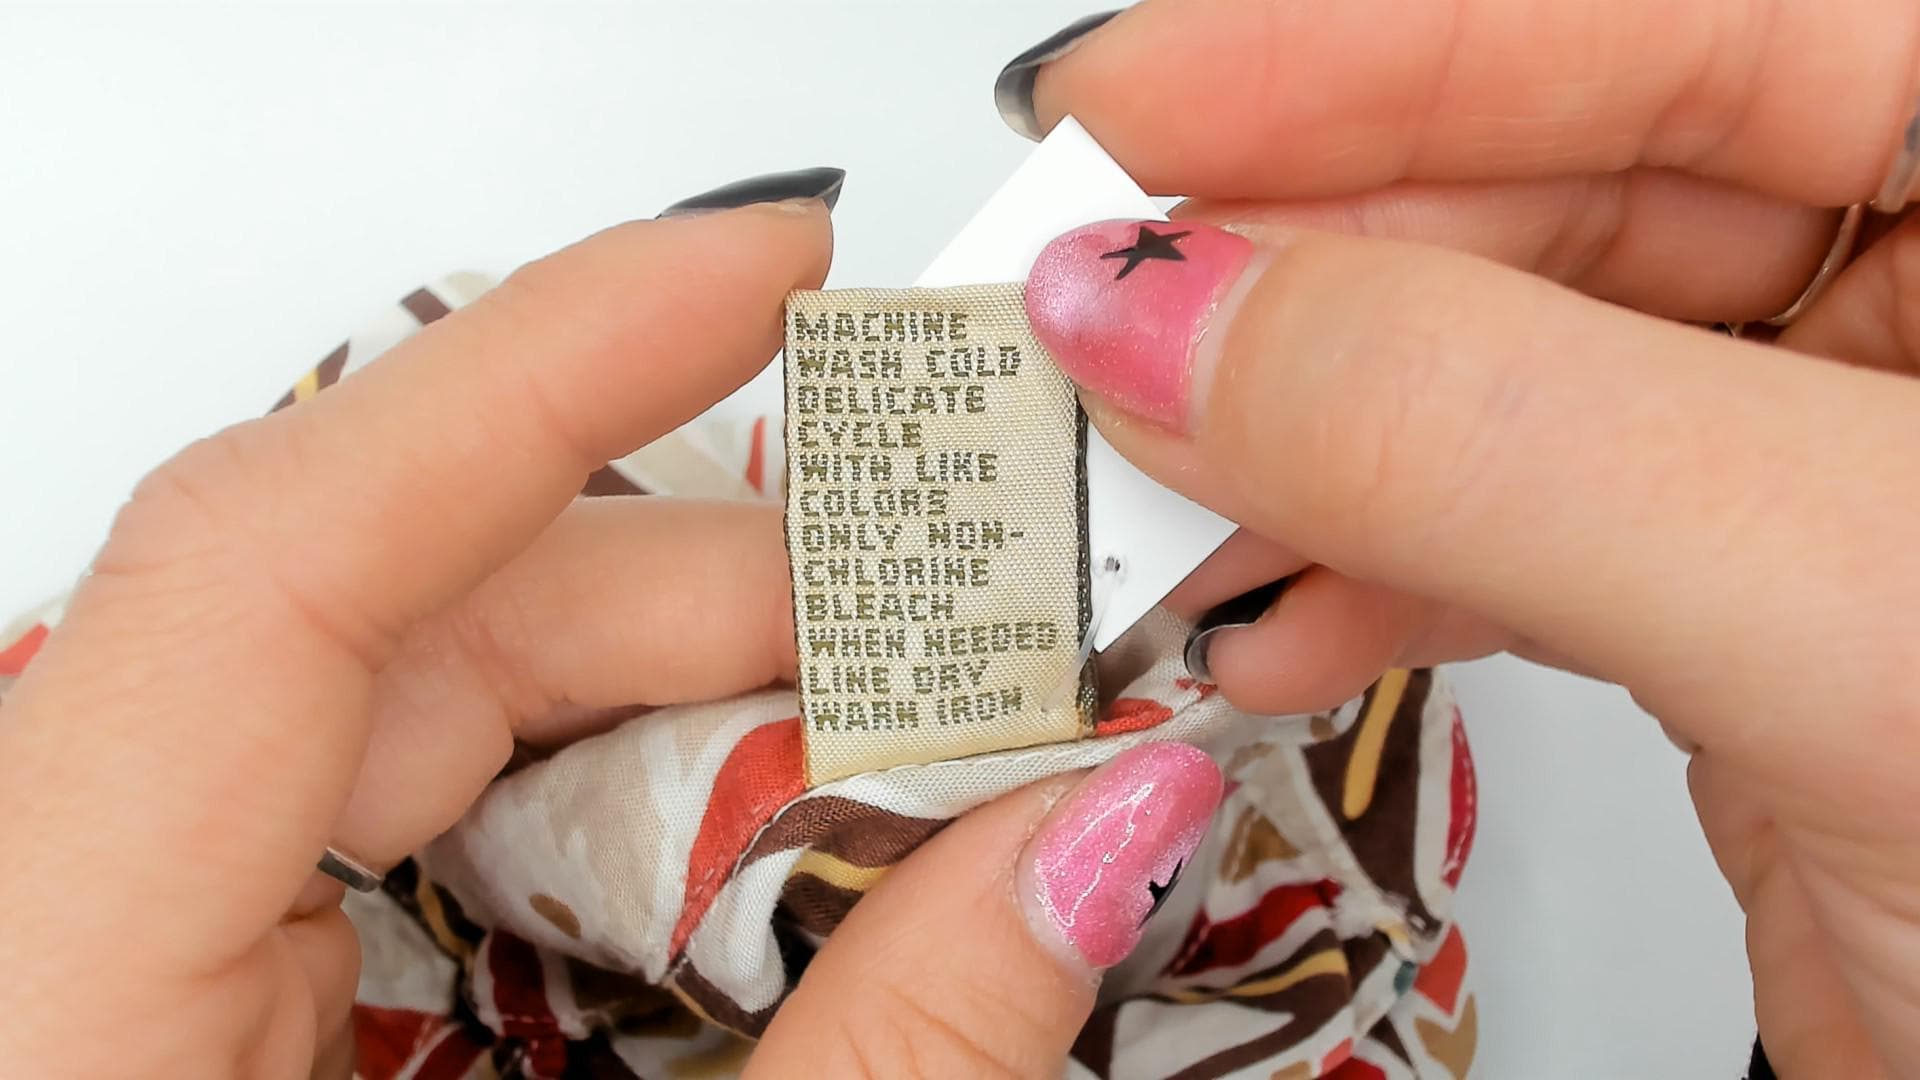 MACHINE
WASH COLD
DELICATE
CYCLE
WITH LIKE
COLORS
ONLY NON-
CHLORINE
BLEACH
WHEN NEEDED
LINE DRY
WARM IRON